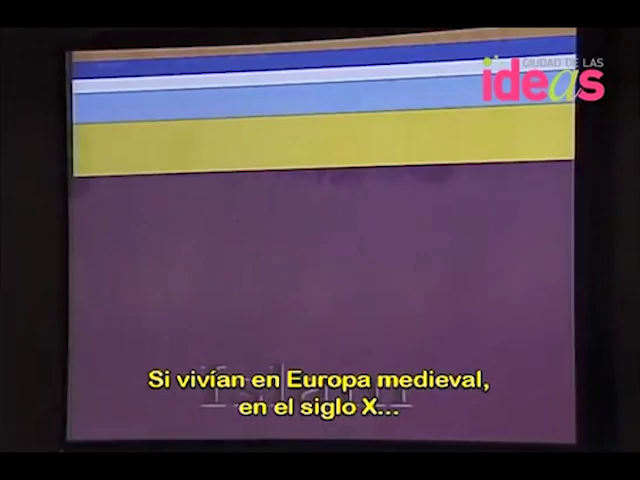 CIUDAD DE LAS
ideas
Si vivían en Europa medieval,
en el siglo X...